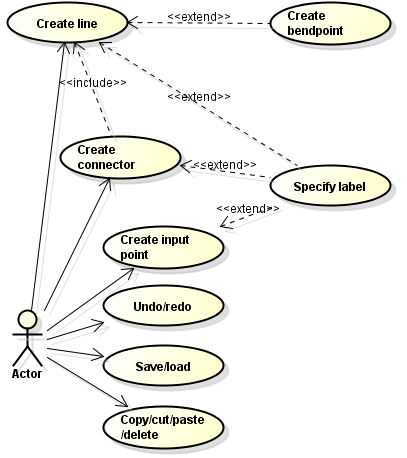 Create line
<<extend>>
Create
bendpoint
<<include>>
<<extend>>
Create
connector
<<extend>>
Specify label
<<extend>>
Create input
point
Undo/redo
Save/load
Actor
Copy/cut/paste
/delete